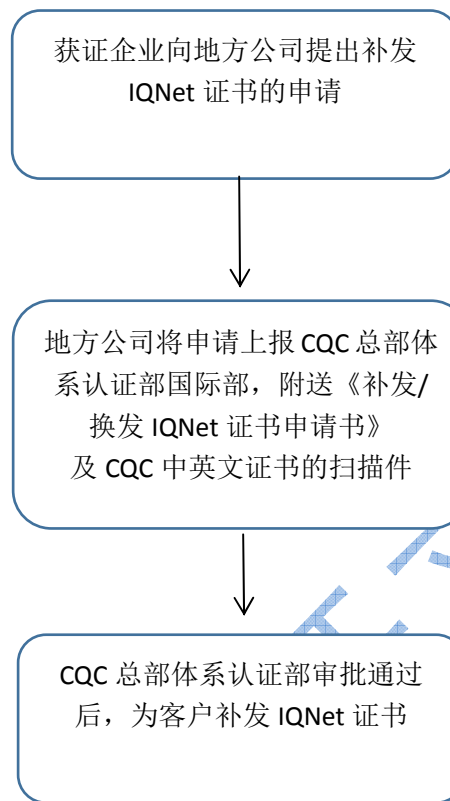 获证企业向地方公司提出补发
IQNet 证书的申请
地方公司将申请上报 CQC 总部体
系认证部国际部，附送《补发/
换发 IQNet 证书申请书》
及 CQC 中英文证书的扫描件
CQC 总部体系认证部审批通过
后，为客户补发 IQNet 证书